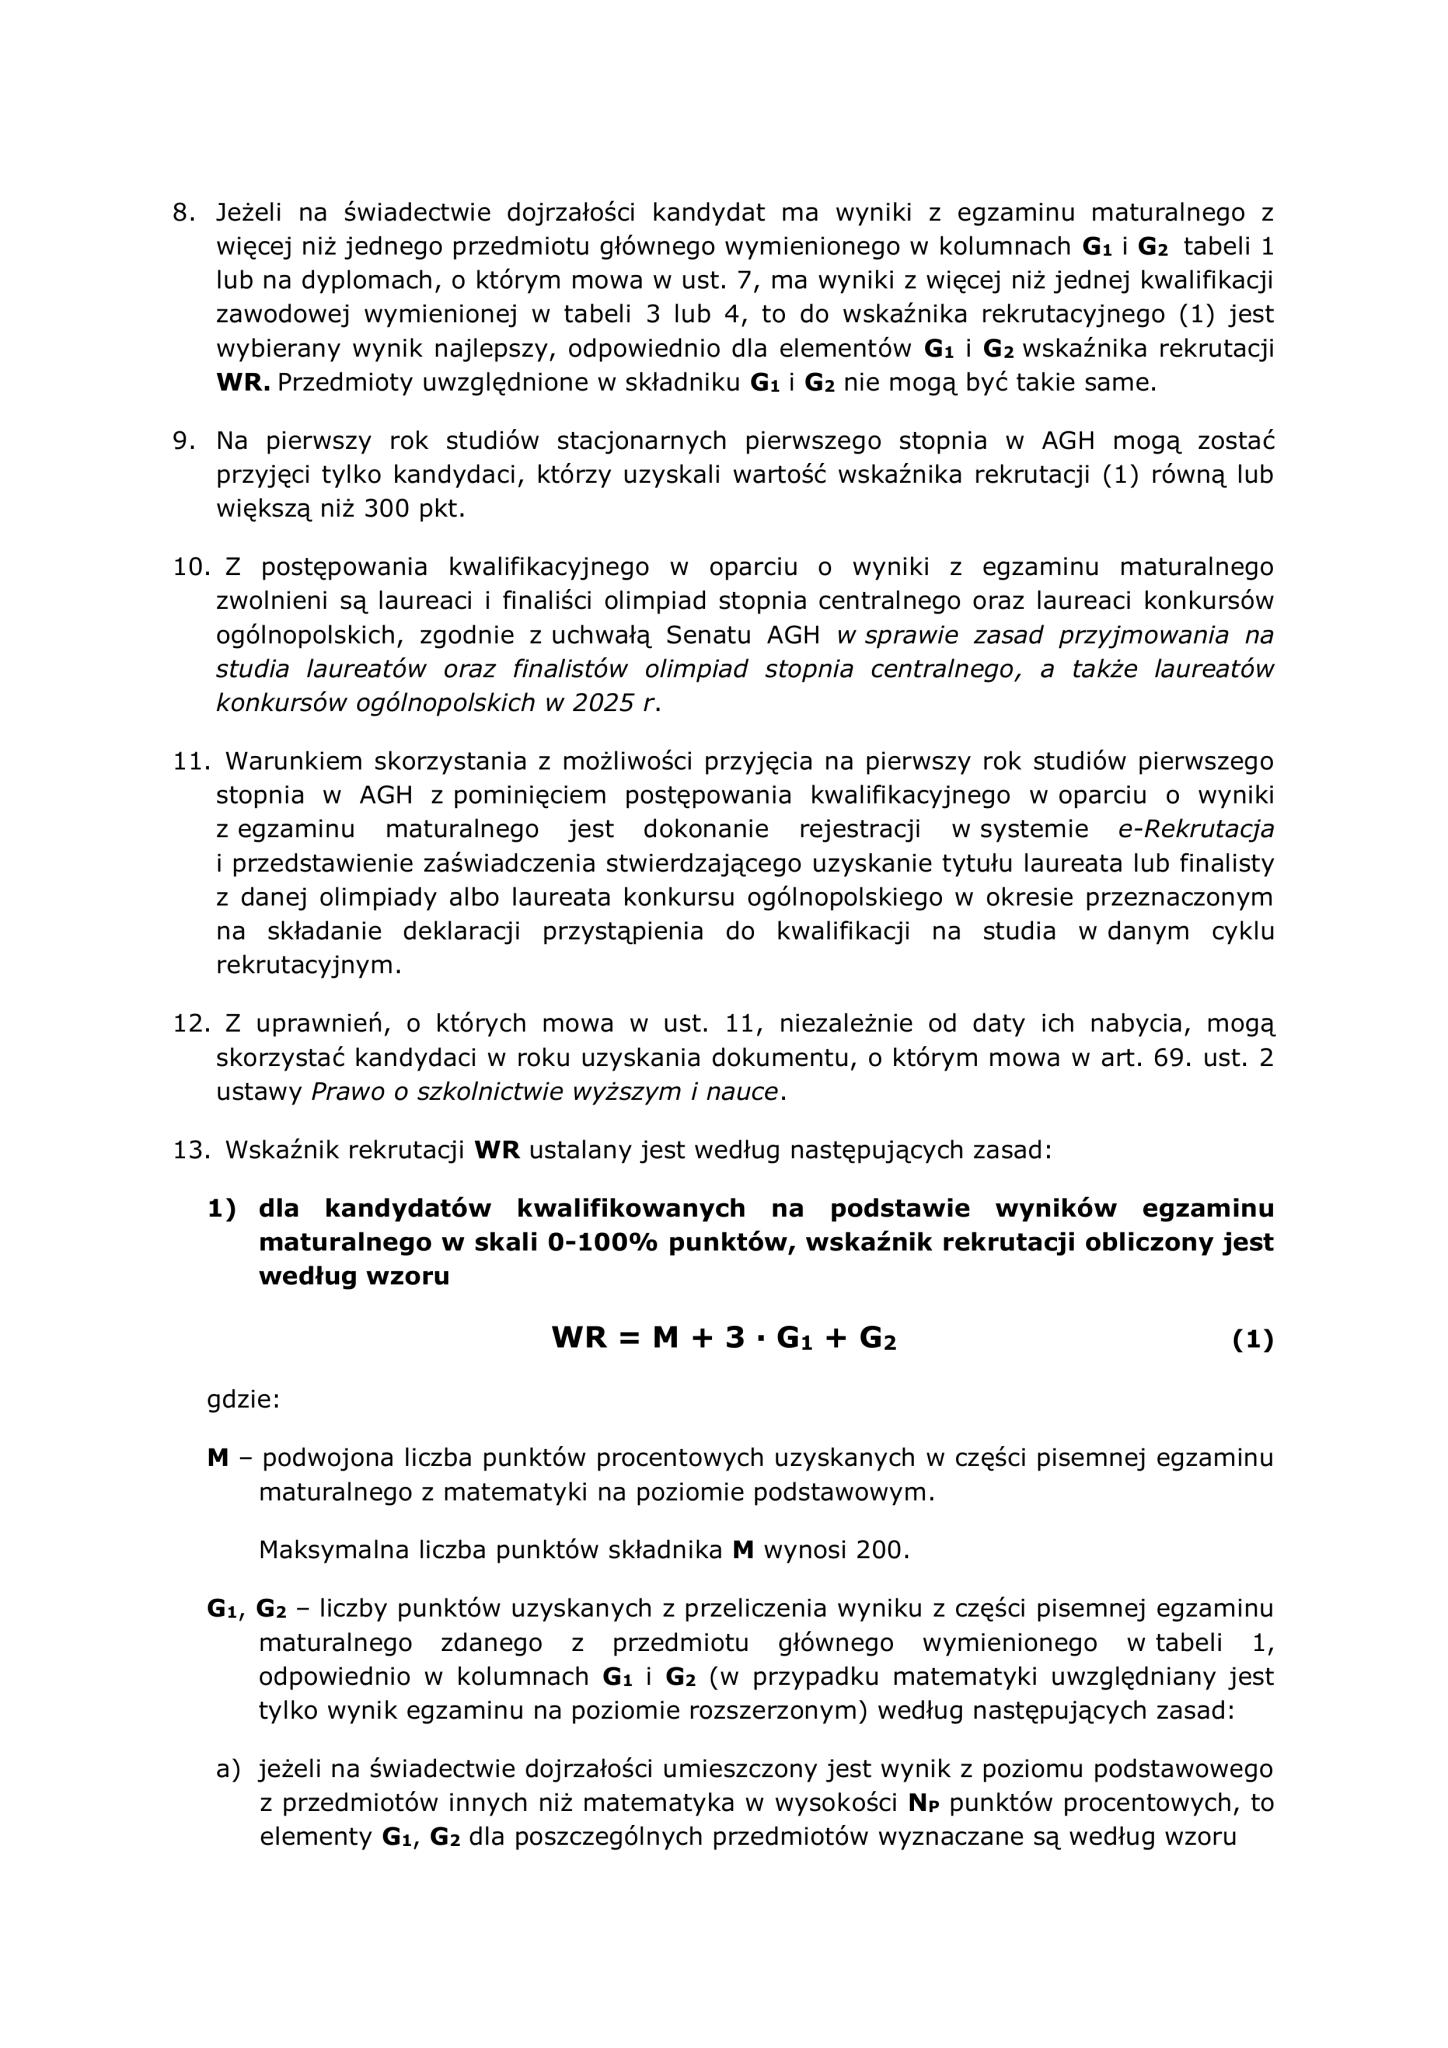 8. Jeżeli na świadectwie dojrzałości kandydat ma wyniki z egzaminu maturalnego z
więcej niż jednego przedmiotu głównego wymienionego w kolumnach G₁ i G₂ tabeli 1
lub na dyplomach, o którym mowa w ust. 7, ma wyniki z więcej niż jednej kwalifikacji
zawodowej wymienionej w tabeli 3 lub 4, to do wskaźnika rekrutacyjnego (1) jest
wybierany wynik najlepszy, odpowiednio dla elementów G₁ i G₂ wskaźnika rekrutacji
WR. Przedmioty uwzględnione w składniku G₁ i G₂ nie mogą być takie same.
9. Na pierwszy rok studiów stacjonarnych pierwszego stopnia w AGH mogą zostać
przyjęci tylko kandydaci, którzy uzyskali wartość wskaźnika rekrutacji (1) równą lub
większą niż 300 pkt.
10. Z postępowania kwalifikacyjnego w oparciu o wyniki z egzaminu maturalnego
zwolnieni są laureaci i finaliści olimpiad stopnia centralnego oraz laureaci konkursów
ogólnopolskich, zgodnie z uchwałą Senatu AGH w sprawie zasad przyjmowania na
studia laureatów oraz finalistów olimpiad stopnia centralnego, a także laureatów
konkursów ogólnopolskich w 2025 r.
11. Warunkiem skorzystania z możliwości przyjęcia na pierwszy rok studiów pierwszego
stopnia w AGH z pominięciem postępowania kwalifikacyjnego w oparciu o wyniki
z egzaminu maturalnego jest dokonanie rejestracji w systemie e-Rekrutacja
i przedstawienie zaświadczenia stwierdzającego uzyskanie tytułu laureata lub finalisty
z danej olimpiady albo laureata konkursu ogólnopolskiego w okresie przeznaczonym
na składanie deklaracji przystąpienia do kwalifikacji na studia w danym cyklu
rekrutacyjnym.
12. Z uprawnień, o których mowa w ust. 11, niezależnie od daty ich nabycia, mogą
skorzystać kandydaci w roku uzyskania dokumentu, o którym mowa w art. 69. ust. 2
ustawy Prawo o szkolnictwie wyższym i nauce.
13. Wskaźnik rekrutacji WR ustalany jest według następujących zasad:
1) dla kandydatów kwalifikowanych na podstawie wyników egzaminu
maturalnego w skali 0-100% punktów, wskaźnik rekrutacji obliczony jest
według wzoru
WR = M + 3 · G₁ + G₂ (1)
gdzie:
M – podwojona liczba punktów procentowych uzyskanych w części pisemnej egzaminu
maturalnego z matematyki na poziomie podstawowym.
Maksymalna liczba punktów składnika M wynosi 200.
G₁, G₂ – liczby punktów uzyskanych z przeliczenia wyniku z części pisemnej egzaminu
maturalnego zdanego z przedmiotu głównego wymienionego w tabeli 1,
odpowiednio w kolumnach G₁ i G₂ (w przypadku matematyki uwzględniany jest
tylko wynik egzaminu na poziomie rozszerzonym) według następujących zasad:
a) jeżeli na świadectwie dojrzałości umieszczony jest wynik z poziomu podstawowego
z przedmiotów innych niż matematyka w wysokości Nᴘ punktów procentowych, to
elementy G₁, G₂ dla poszczególnych przedmiotów wyznaczane są według wzoru